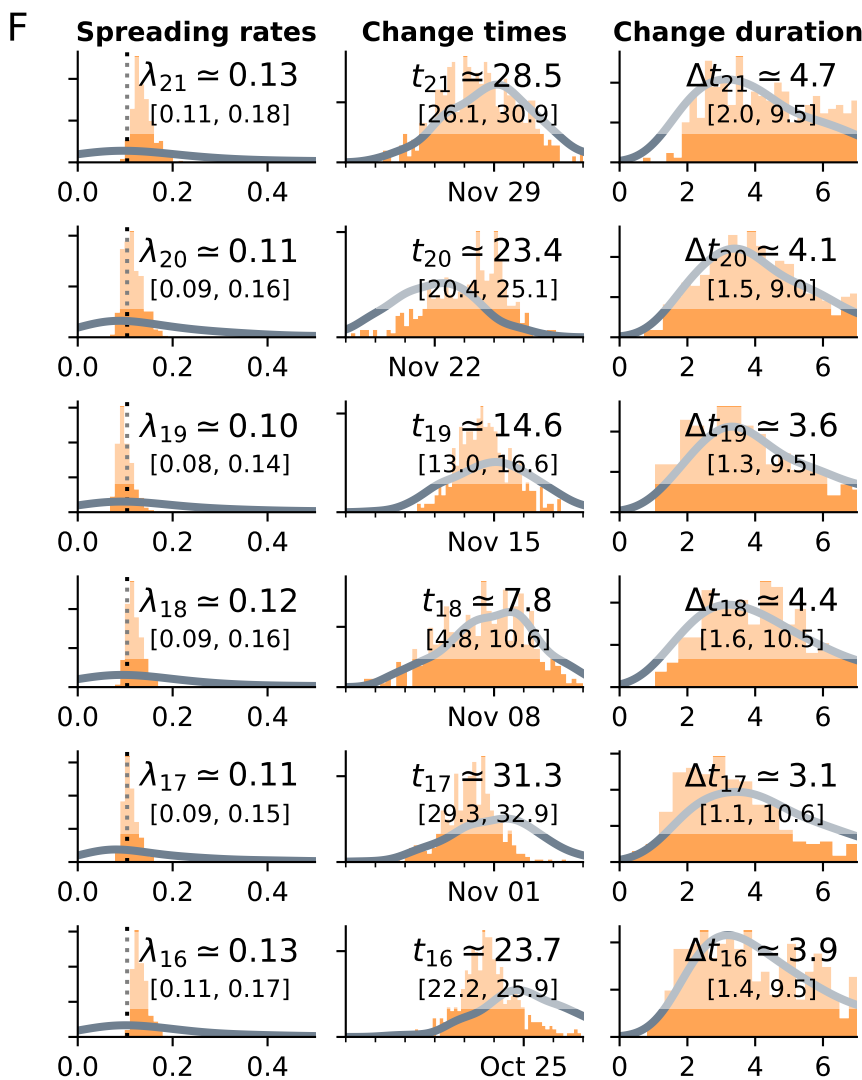 F
Spreading rates Change times Change duration
λ21 ≃ 0.13 t21 ≃ 28.5 Δt21 ≃ 4.7
[0.11, 0.18] [26.1, 30.9] [2.0, 9.5]
0.0 0.2 0.4 Nov 29 0 2 4 6
λ20 ≃ 0.11 t20 ≃ 23.4 Δt20 ≃ 4.1
[0.09, 0.16] [20.4, 25.1] [1.5, 9.0]
0.0 0.2 0.4 Nov 22 0 2 4 6
λ19 ≃ 0.10 t19 ≃ 14.6 Δt19 ≃ 3.6
[0.08, 0.14] [13.0, 16.6] [1.3, 9.5]
0.0 0.2 0.4 Nov 15 0 2 4 6
λ18 ≃ 0.12 t18 ≃ 7.8 Δt18 ≃ 4.4
[0.09, 0.16] [4.8, 10.6] [1.6, 10.5]
0.0 0.2 0.4 Nov 08 0 2 4 6
λ17 ≃ 0.11 t17 ≃ 31.3 Δt17 ≃ 3.1
[0.09, 0.15] [29.3, 32.9] [1.1, 10.6]
0.0 0.2 0.4 Nov 01 0 2 4 6
λ16 ≃ 0.13 t16 ≃ 23.7 Δt16 ≃ 3.9
[0.11, 0.17] [22.2, 25.9] [1.4, 9.5]
0.0 0.2 0.4 Oct 25 0 2 4 6